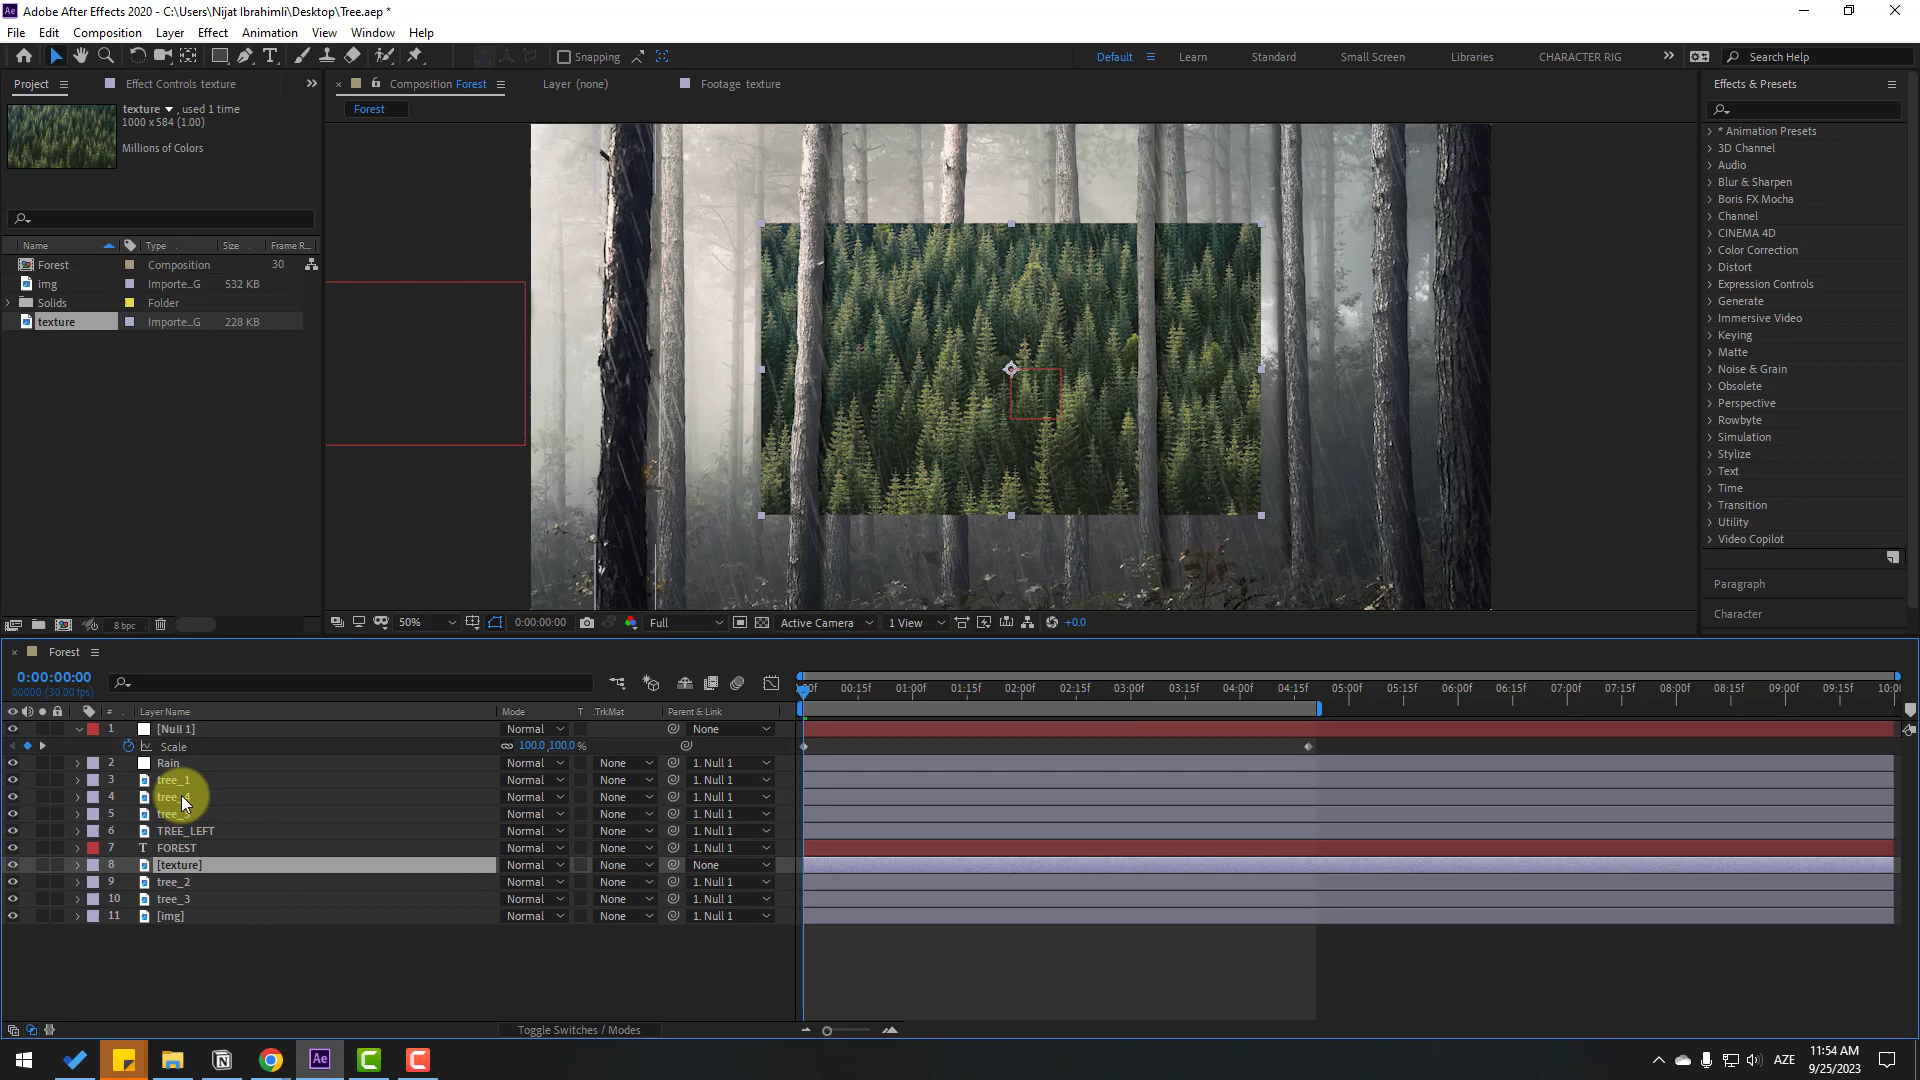 Adobe After Effects 2020 - C:\Users\Nijat Ibrahimli\Desktop\Tree.aep *
File Edit Composition Layer Effect Animation View Window Help
Snapping
Default Learn Standard Small Screen Libraries CHARACTER RIG Search Help
Project Effect Controls texture
Composition Forest Layer (none) Footage texture
Effects & Presets
texture , used 1 time
1000 x 584 (1.00)
Millions of Colors
Forest
Name Type Size Frame R...
Forest Composition 30
img Importe_G 532 KB
Solids Folder
texture Importe_G 228 KB
* Animation Presets
3D Channel
Audio
Blur & Sharpen
Boris FX Mocha
Channel
CINEMA 4D
Color Correction
Distort
Expression Controls
Generate
Immersive Video
Keying
Matte
Noise & Grain
Obsolete
Perspective
Rowbyte
Simulation
Stylize
Text
Time
Transition
Utility
Video Copilot
Paragraph
Character
8 bpc
50% 0:00:00:00 Full Active Camera 1 View +0.0
Forest
0:00:00:00
00000 (30.00 fps)
:00f 00:15f 01:00f 01:15f 02:00f 02:15f 03:00f 03:15f 04:00f 04:15f 05:00f 05:15f 06:00f 06:15f 07:00f 07:15f 08:00f 08:15f 09:00f 09:15f 10:0
# Layer Name Mode T .TrkMat Parent & Link
1 [Null 1] Normal None
Scale 100.0,100.0 %
2 Rain Normal None 1. Null 1
3 tree_1 Normal None 1. Null 1
4 tree_4 Normal None 1. Null 1
5 Normal None 1. Null 1
6 TREE_LEFT Normal None 1. Null 1
7 FOREST Normal None 1. Null 1
8 [texture] Normal None None
9 tree_2 Normal None 1. Null 1
10 tree_3 Normal None 1. Null 1
11 [img] Normal None 1. Null 1
Toggle Switches / Modes
AZE
11:54 AM
9/25/2023